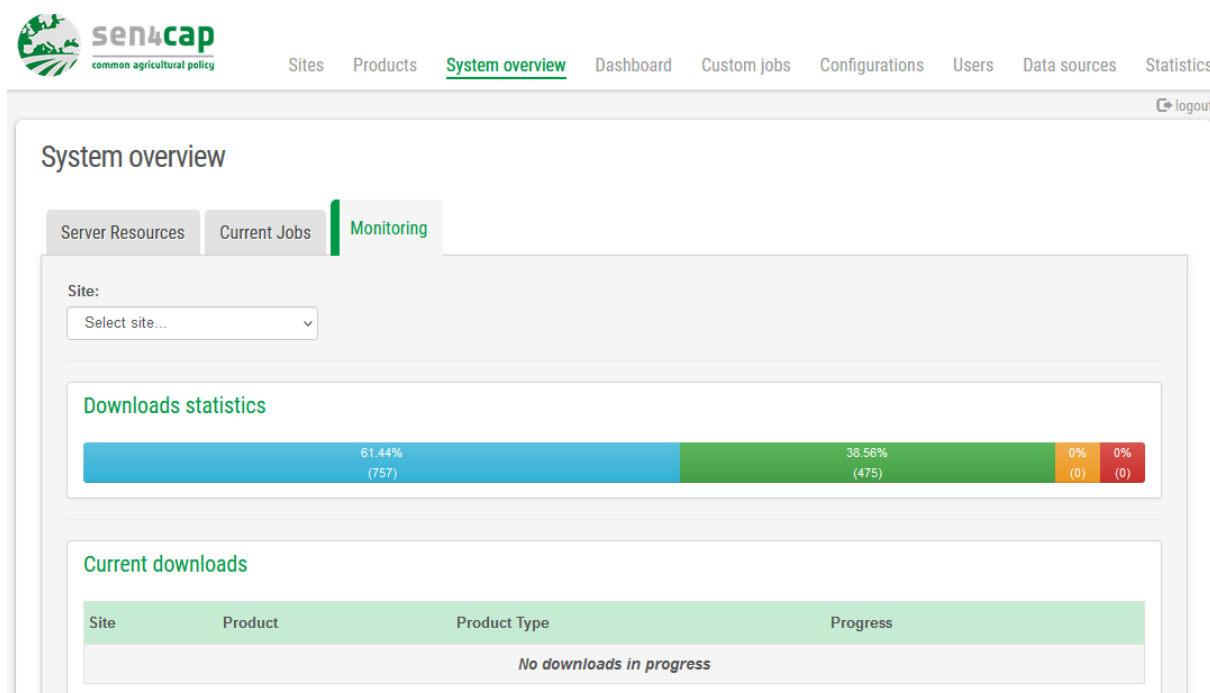 sen4cap
common agricultural policy
Sites Products System overview Dashboard Custom jobs Configurations Users Data sources Statistics
logout
System overview
Server Resources Current Jobs Monitoring
Site:
Select site...
Downloads statistics
61.44% 38.56% 0% 0%
(757) (475) (0) (0)
Current downloads
Site Product Product Type Progress
No downloads in progress